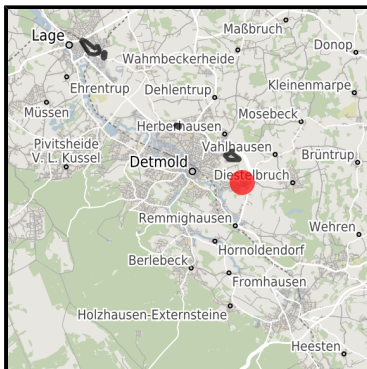 Maßbruch
Lage
Donop
Wahmbeckerheide
Ehrentrup
Dehlentrup
Kleinenmarpe
Müssen
Mosebeck
Herberhausen
Pivitsheide
V. L. Kussel
Vahlhausen
Brüntrup
Detmold
Diestelbruch
Remmighausen
Wehren
Hornoldendorf
Berlebeck
Fromhausen
Holzhausen-Externsteine
Heesten